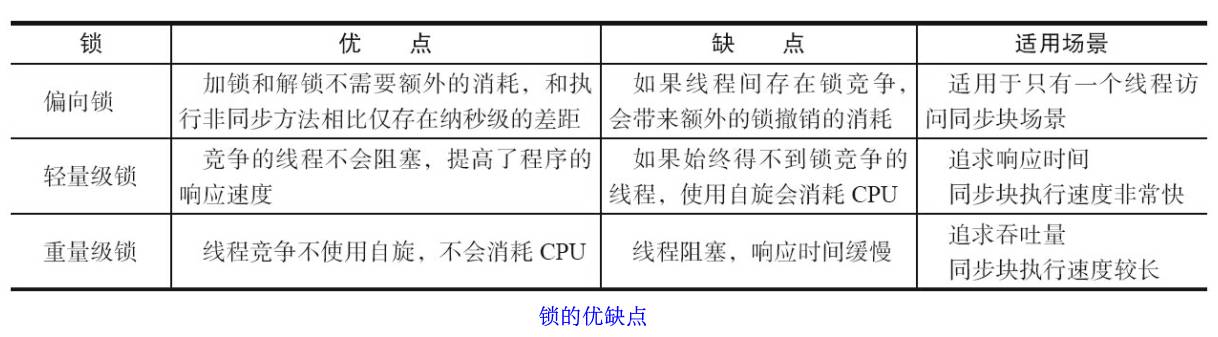 锁 优 点 缺 点 适用场景
偏向锁
加锁和解锁不需要额外的消耗，和执
行非同步方法相比仅存在纳秒级的差距
如果线程间存在锁竞争，
会带来额外的锁撤销的消耗
适用于只有一个线程访
问同步块场景
轻量级锁
竞争的线程不会阻塞，提高了程序的
响应速度
如果始终得不到锁竞争的
线程，使用自旋会消耗 CPU
追求响应时间
同步块执行速度非常快
重量级锁
线程竞争不使用自旋，不会消耗 CPU
线程阻塞，响应时间缓慢
追求吞吐量
同步块执行速度较长
锁的优缺点